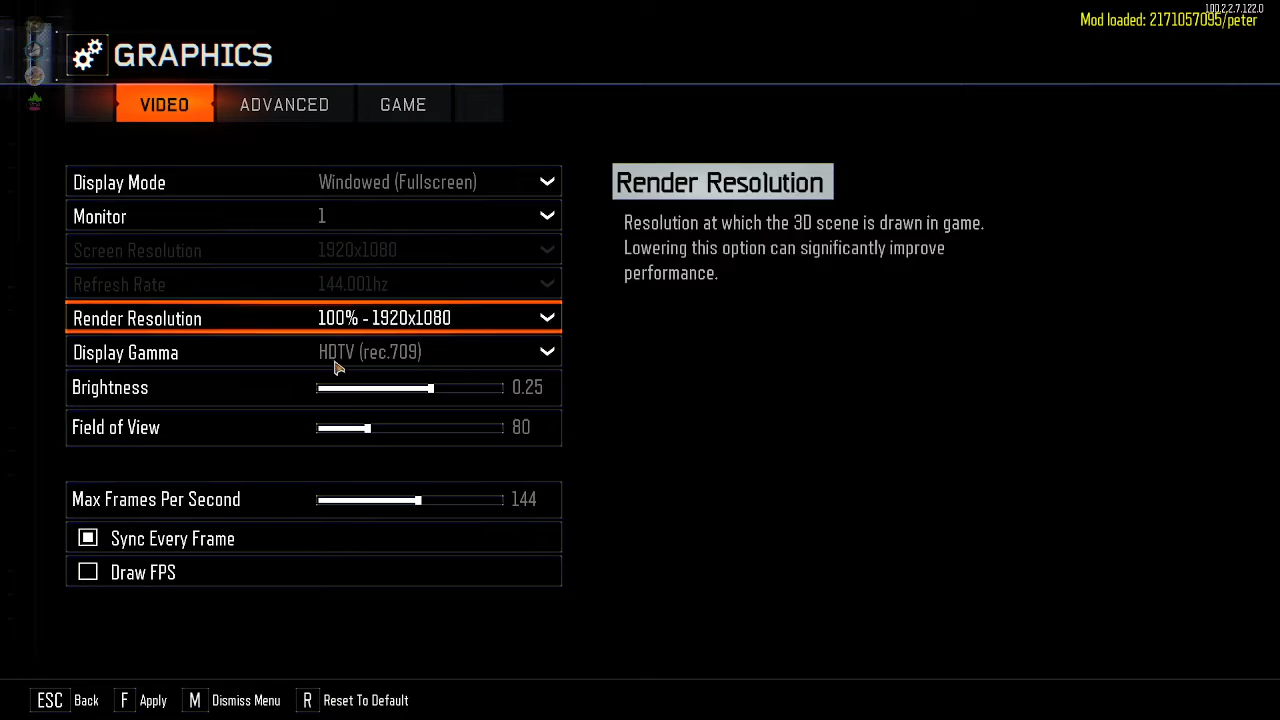 100.2.2.7.122.0
Mod loaded: 2171057095/peter
GRAPHICS
VIDEO ADVANCED GAME
Display Mode Windowed (Fullscreen)
Monitor 1
Screen Resolution 1920x1080
Refresh Rate 144.001hz
Render Resolution 100% - 1920x1080
Display Gamma HDTV (rec.709)
Brightness 0.25
Field of View 80
Max Frames Per Second 144
Sync Every Frame
Draw FPS
Render Resolution
Resolution at which the 3D scene is drawn in game.
Lowering this option can significantly improve
performance.
ESC Back F Apply M Dismiss Menu R Reset To Default